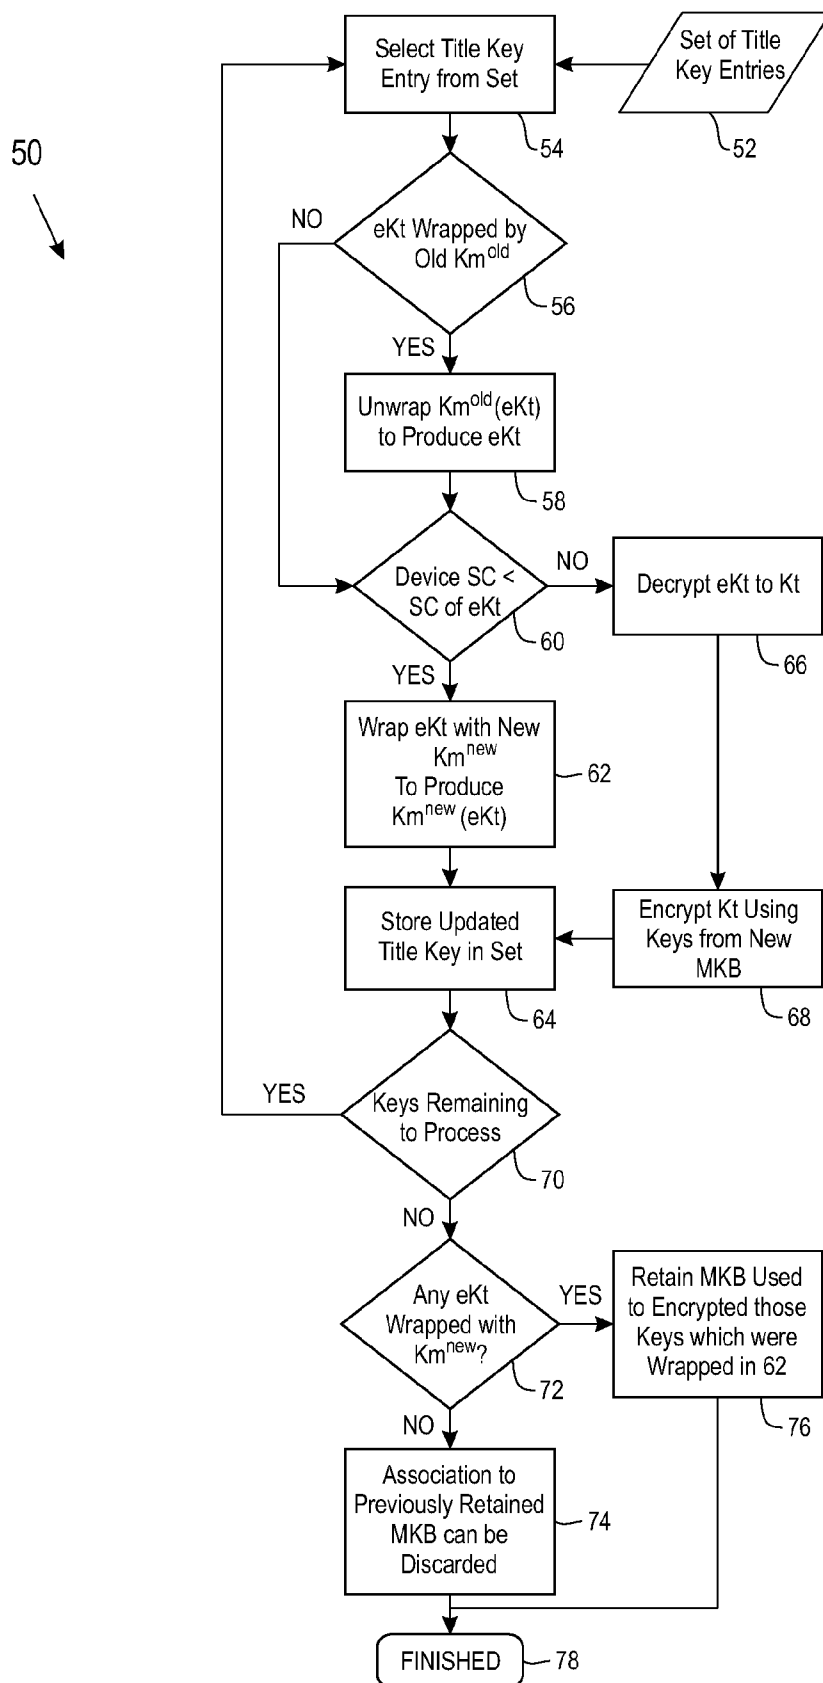 Select Title Key
Entry from Set
Set of Title
Key Entries
54
52
50
NO
eKt Wrapped by
Old Km^old
56
YES
Unwrap Km^old (eKt)
to Produce eKt
58
Device SC <
SC of eKt
60
NO
Decrypt eKt to Kt
66
YES
Wrap eKt with New
Km^new
To Produce
Km^new (eKt)
62
Store Updated
Title Key in Set
64
Encrypt Kt Using
Keys from New
MKB
68
YES
Keys Remaining
to Process
70
NO
Any eKt
Wrapped with
Km^new?
72
YES
Retain MKB Used
to Encrypted those
Keys which were
Wrapped in 62
76
NO
Association to
Previously Retained
MKB can be
Discarded
74
FINISHED
78